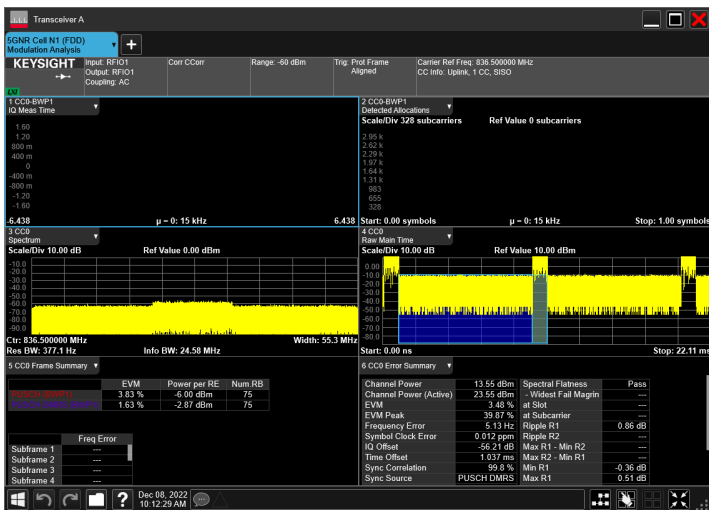 Transceiver A
5GNR Cell N1 (FDD)
Modulation Analysis
KEYSIGHT
LXI
Input: RFIO1
Output: RFIO1
Coupling: AC
Corr CCorr
Range: -60 dBm
Trig: Prot Frame
Aligned
Carrier Ref Freq: 836.500000 MHz
CC Info: Uplink, 1 CC, SISO
1 CC0-BWP1
IQ Meas Time
1.60
1.20
800 m
400 m
0
-400 m
-800 m
-1.20
-1.60
-6.438 μ – 0: 15 kHz 6.438
2 CC0-BWP1
Detected Allocations
Scale/Div 328 subcarriers Ref Value 0 subcarriers
2.95 k
2.62 k
2.29 k
1.97 k
1.64 k
1.31 k
983
655
328
Start: 0.00 symbols μ – 0: 15 kHz Stop: 1.00 symbols
3 CC0
Spectrum
Scale/Div 10.00 dB Ref Value 0.00 dBm
-10.0
-20.0
-30.0
-40.0
-50.0
-60.0
-70.0
-80.0
-90.0
Ctr: 836.500000 MHz Width: 55.3 MHz
Res BW: 377.1 Hz Info BW: 24.58 MHz
4 CC0
Raw Main Time
Scale/Div 10.00 dB Ref Value 10.00 dBm
0.00
-10.0
-20.0
-30.0
-40.0
-50.0
-60.0
-70.0
-80.0
Start: 0.00 ns Stop: 22.11 ms
5 CC0 Frame Summary
EVM Power per RE Num.RB
PUSCH (BWP1) 3.83 % -6.00 dBm 75
1.63 % -2.87 dBm 75
Freq Error
Subframe 1 ---
Subframe 2 ---
Subframe 3 ---
Subframe 4 ---
6 CC0 Error Summary
Channel Power 13.55 dBm Spectral Flatness Pass
Channel Power (Active) 23.55 dBm - Widest Fail Magrin ---
EVM 3.48 % at Slot ---
EVM Peak 39.87 % at Subcarrier ---
Frequency Error 5.13 Hz Ripple R1 0.86 dB
Symbol Clock Error 0.012 ppm Ripple R2 ---
IQ Offset -56.21 dB Max R1 - Min R2 ---
Time Offset 1.037 ms Max R2 - Min R1 ---
Sync Correlation 99.8 % Min R1 -0.36 dB
Sync Source PUSCH DMRS Max R1 0.51 dB
Dec 08, 2022
10:12:29 AM